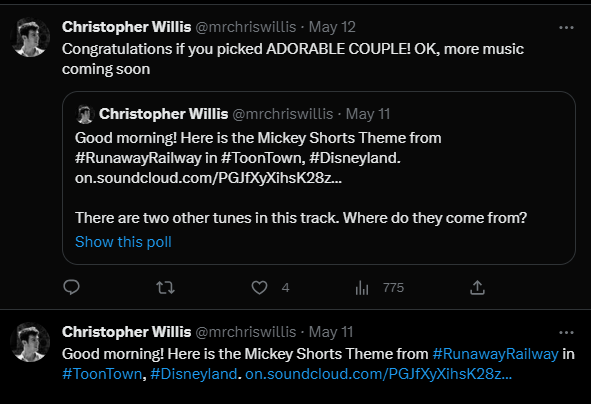 Christopher Willis @mrchriswillis · May 12
Congratulations if you picked ADORABLE COUPLE! OK, more music
coming soon
Christopher Willis @mrchriswillis · May 11
Good morning! Here is the Mickey Shorts Theme from
#RunawayRailway in #ToonTown, #Disneyland.
on.soundcloud.com/PGJfXyXihsK28z...
There are two other tunes in this track. Where do they come from?
Show this poll
4
775
Christopher Willis @mrchriswillis · May 11
Good morning! Here is the Mickey Shorts Theme from #RunawayRailway in
#ToonTown, #Disneyland. on.soundcloud.com/PGJfXyXihsK28z...